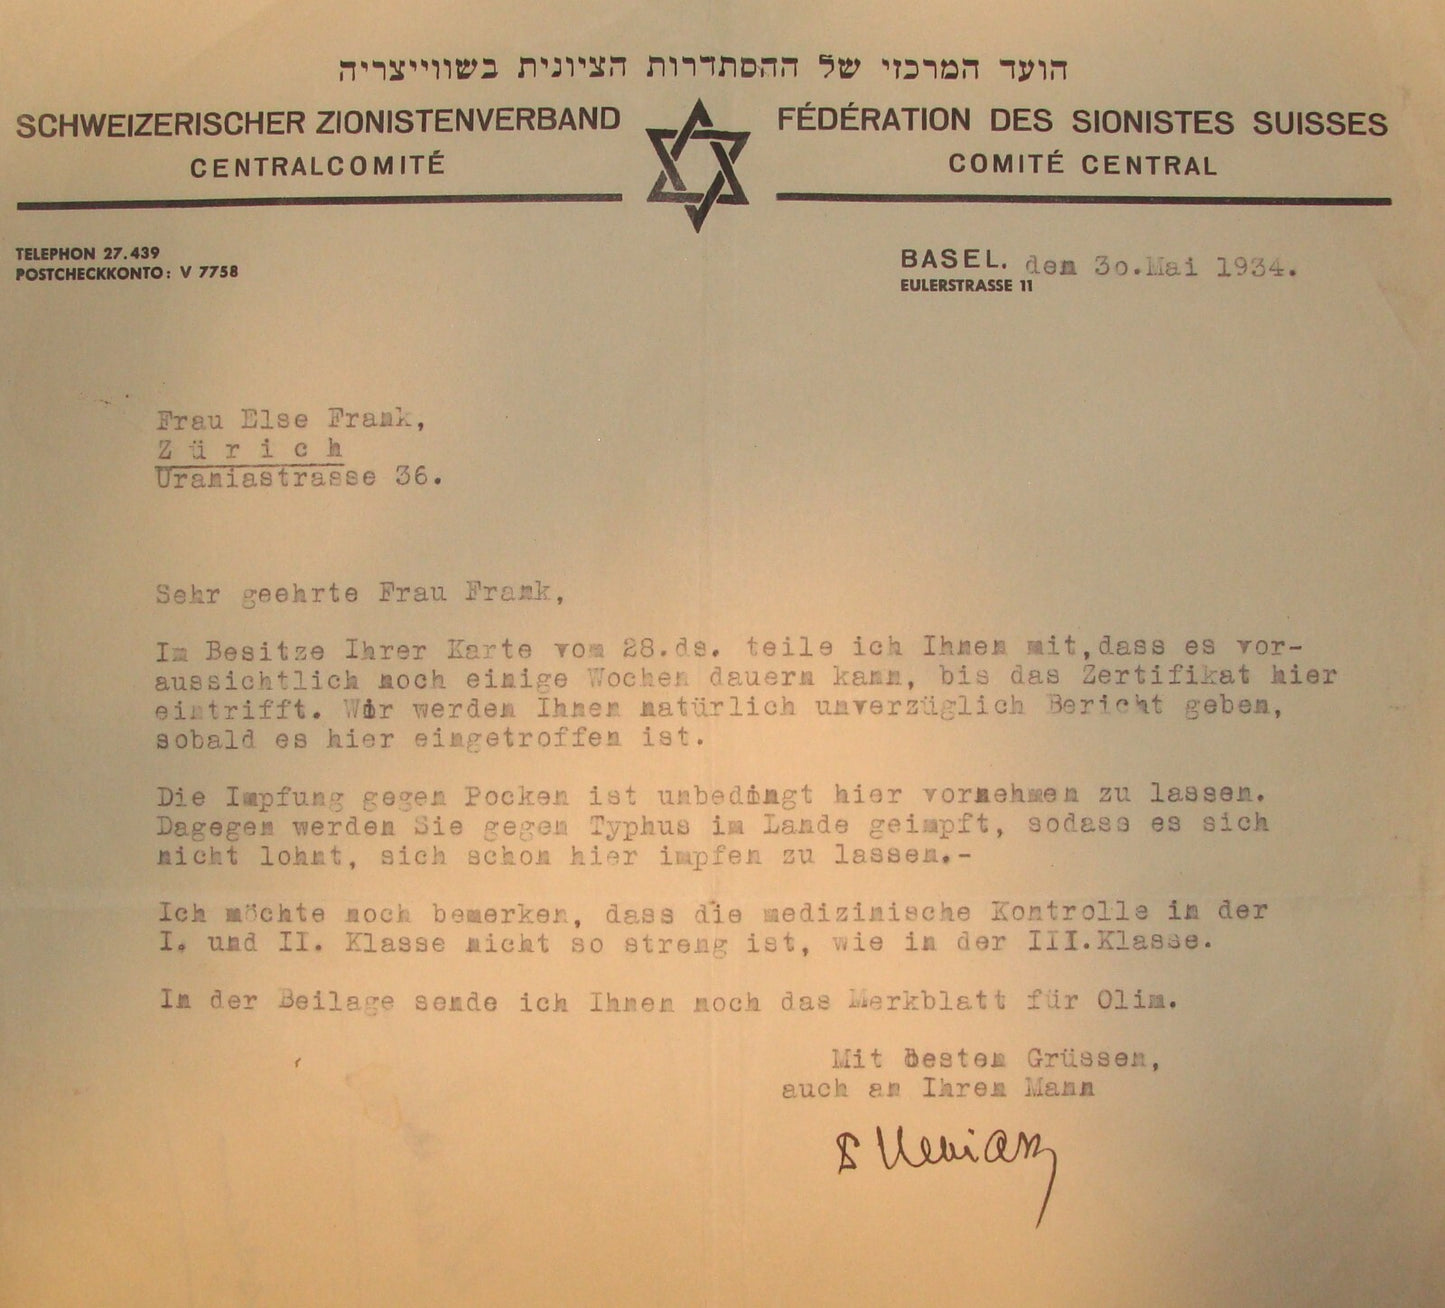 הועד המרכזי של ההסתדרות הציונית בשווייצריה
SCHWEIZERISCHER ZIONISTENVERBAND
CENTRALCOMITÉ
FÉDÉRATION DES SIONISTES SUISSES
COMITÉ CENTRAL
TELEPHON 27.439
POSTCHECKKONTO: V 7758
BASEL, den 3o.Mai 1934.
EULERSTRASSE 11
Frau Else Frank,
Z ü r i c h
Uraniastrasse 36.
Sehr geehrte Frau Frank,
Im Besitze Ihrer Karte vom 28.ds. teile ich Ihnen mit,dass es vor-
aussichtlich noch einige Wochen dauern kann, bis das Zertifikat hier
eintrifft. Wir werden Ihnen natürlich unverzüglich Bericht geben,
sobald es hier eingetroffen ist.
Die Impfung gegen Pocken ist unbedingt hier vornehmen zu lassen.
Dagegen werden Sie gegen Typhus im Lande geimpft, sodass es sich
nicht lohnt, sich schon hier impfen zu lassen.-
Ich möchte noch bemerken, dass die medizinische Kontrolle in der
I. und II. Klasse nicht so streng ist, wie in der III.Klasse.
In der Beilage sende ich Ihnen noch das Merkblatt für Olim.
Mit besten Grüssen,
auch an Ihren Mann